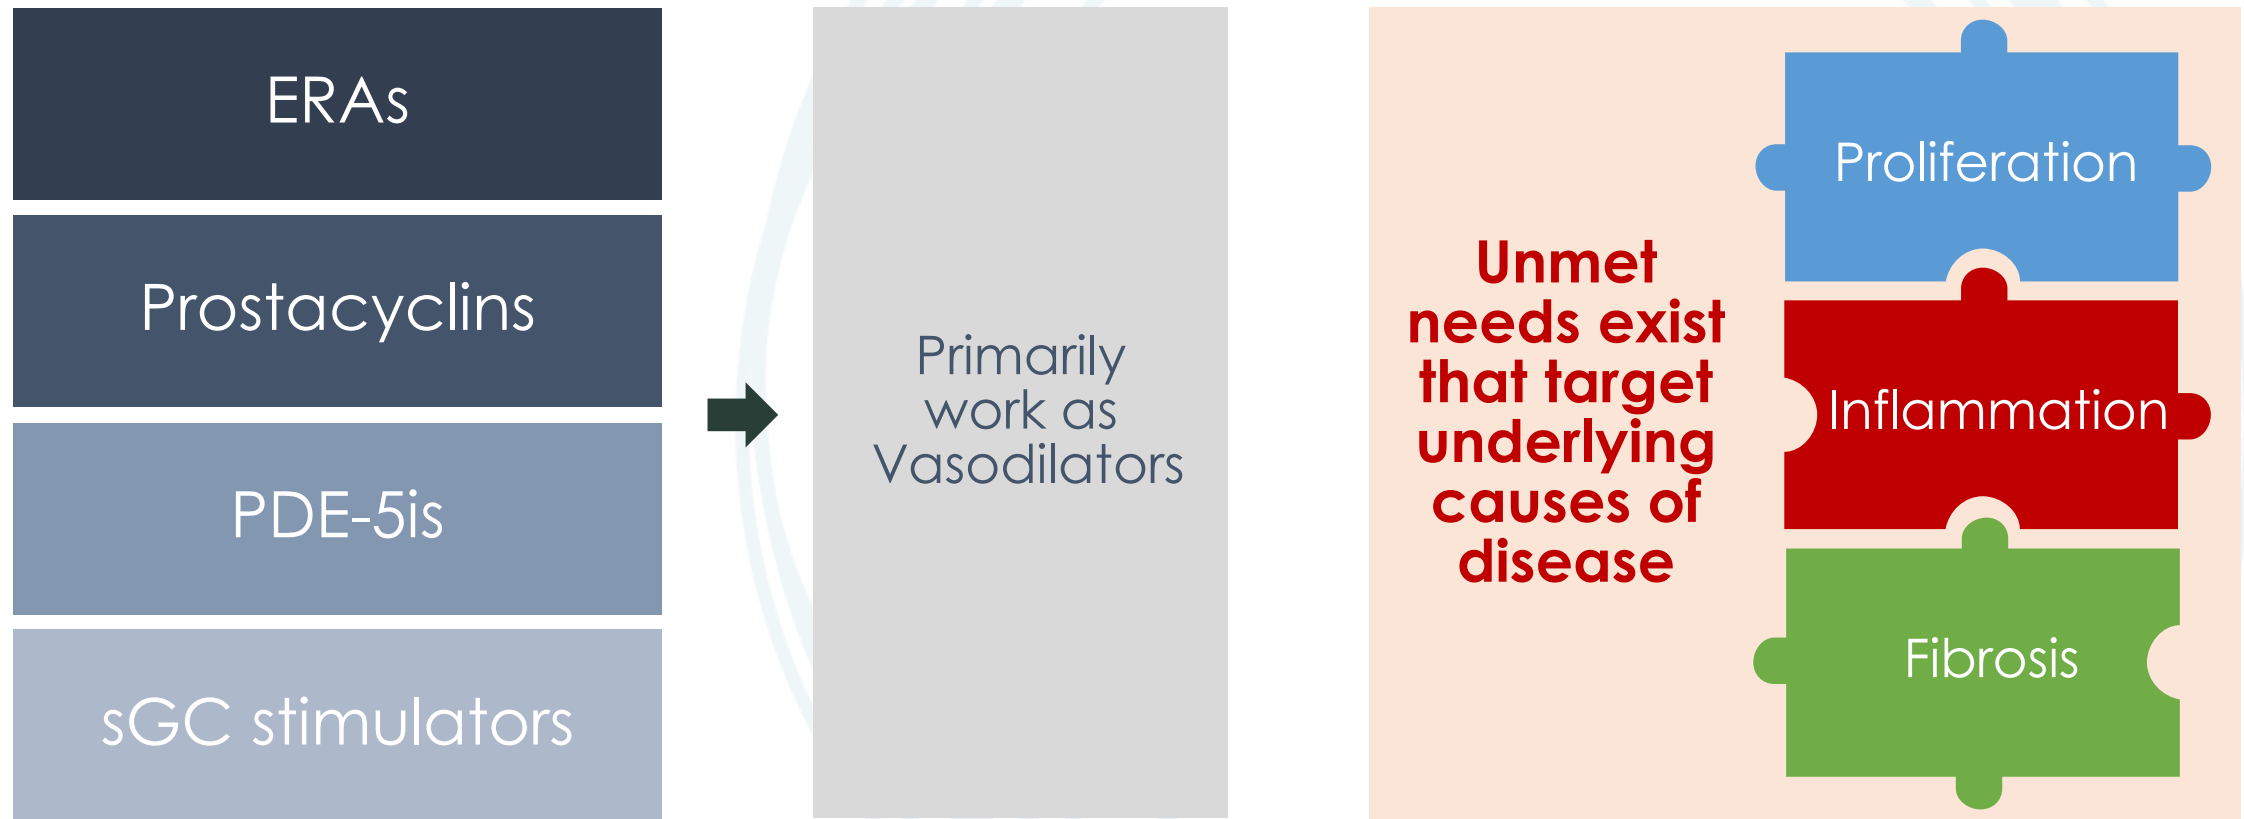 ERAs
Prostacyclins
PDE-5is
sGC stimulators
Primarily
work as
Vasodilators
Unmet
needs exist
that target
underlying
causes of
disease
Proliferation
Inflammation
Fibrosis